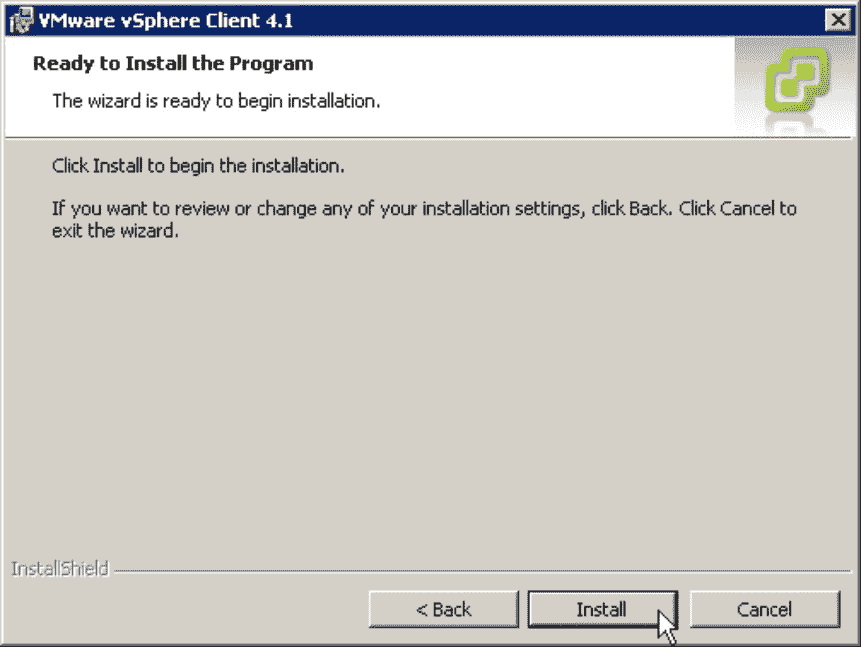 VMware vSphere Client 4.1
Ready to Install the Program
The wizard is ready to begin installation.
Click Install to begin the installation.
If you want to review or change any of your installation settings, click Back. Click Cancel to
exit the wizard.
InstallShield
< Back
Install
Cancel